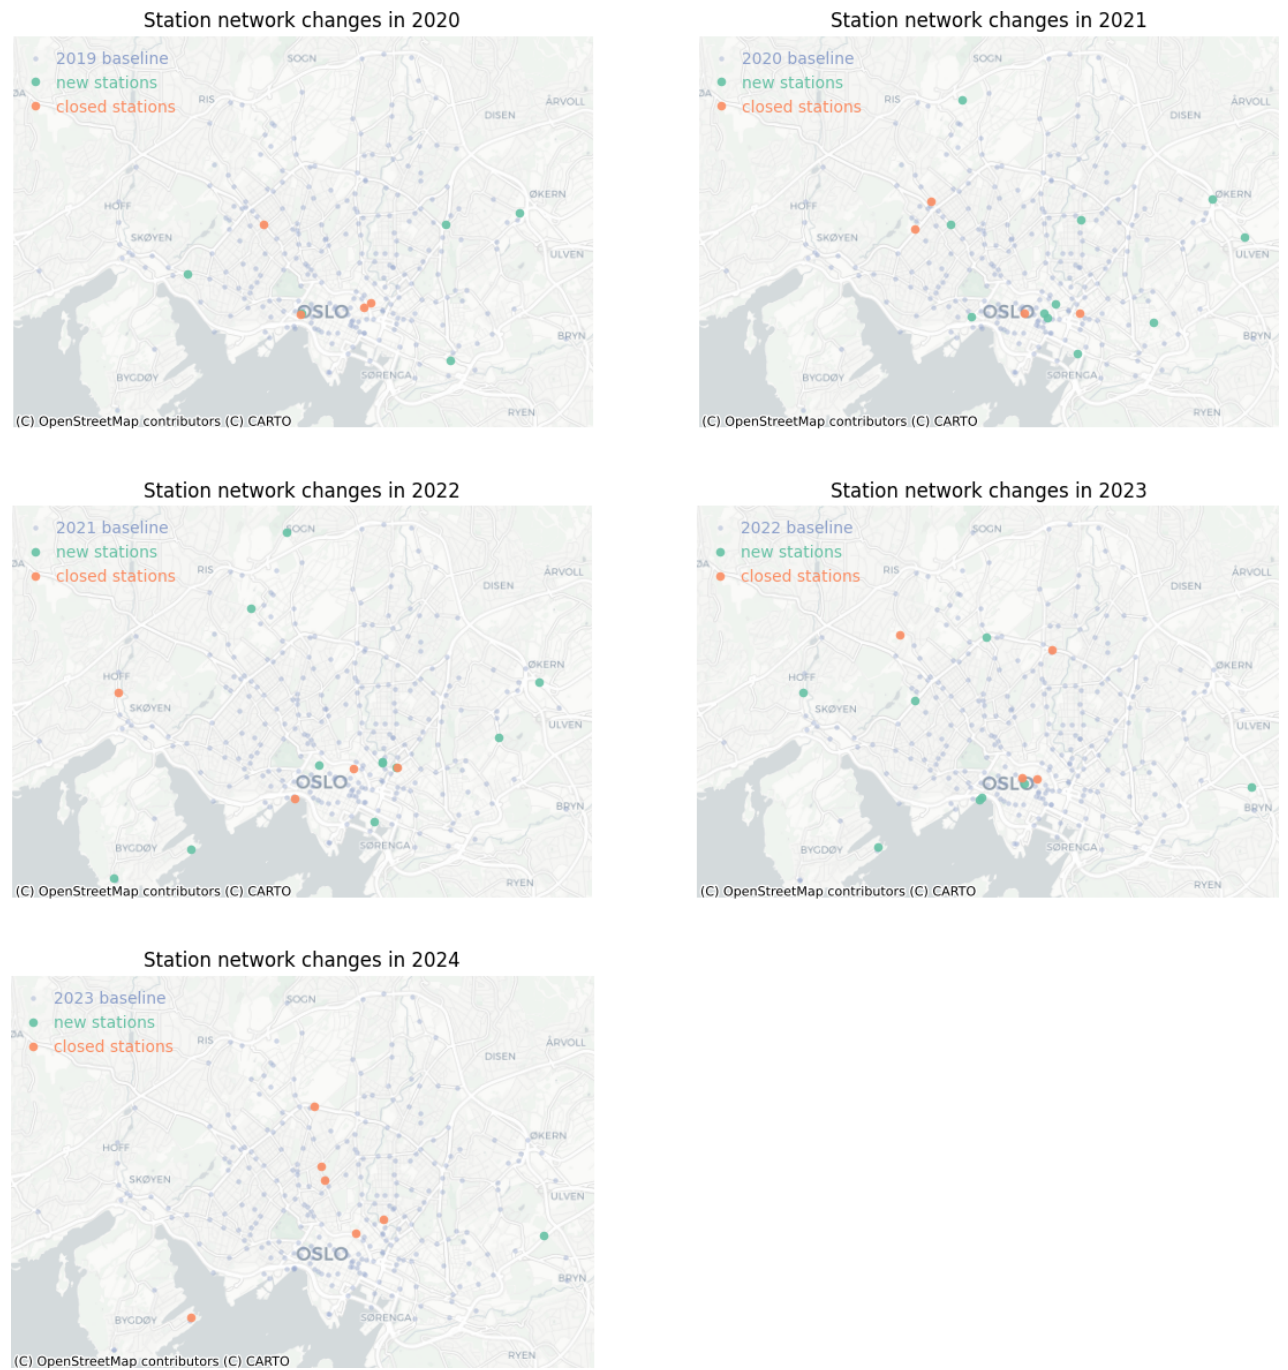 Station network changes in 2020
2019 baseline
new stations
closed stations
SOGN
RIS
ØA
ÅRVOLL
DISEN
HOFF
ØKERN
SKØYEN
ULVEN
OSLO
BRYN
BYGDØY
SØRENGA
RYEN
(C) OpenStreetMap contributors (C) CARTO
Station network changes in 2021
2020 baseline
new stations
closed stations
SOGN
RIS
ØA
ÅRVOLL
DISEN
HOFF
ØKERN
SKØYEN
ULVEN
OSLO
BRYN
BYGDØY
SØRENGA
RYEN
(C) OpenStreetMap contributors (C) CARTO
Station network changes in 2022
2021 baseline
new stations
closed stations
SOGN
RIS
ØA
ÅRVOLL
DISEN
HOFF
ØKERN
SKØYEN
ULVEN
OSLO
BRYN
BYGDØY
SØRENGA
RYEN
(C) OpenStreetMap contributors (C) CARTO
Station network changes in 2023
2022 baseline
new stations
closed stations
SOGN
RIS
ØA
ÅRVOLL
DISEN
HOFF
ØKERN
SKØYEN
ULVEN
OSLO
BRYN
BYGDØY
SØRENGA
RYEN
(C) OpenStreetMap contributors (C) CARTO
Station network changes in 2024
2023 baseline
new stations
closed stations
SOGN
RIS
ØA
ÅRVOLL
DISEN
HOFF
ØKERN
SKØYEN
ULVEN
OSLO
BRYN
BYGDØY
SØRENGA
RYEN
(C) OpenStreetMap contributors (C) CARTO